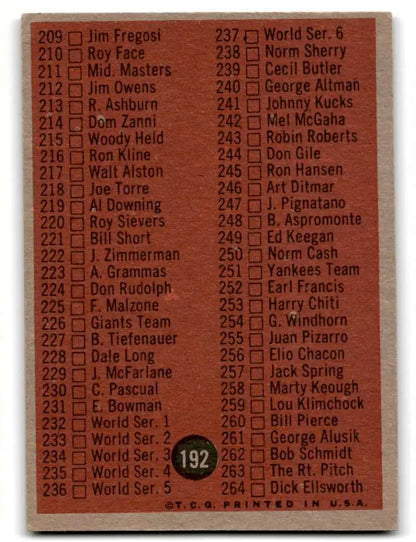 209 Jim Fregosi
210 Roy Face
211 Mid. Masters
212 Jim Owens
213 R. Ashburn
214 Dom Zanni
215 Woody Held
216 Ron Kline
217 Walt Alston
218 Joe Torre
219 Al Downing
220 Roy Sievers
221 Bill Short
222 J. Zimmerman
223 A. Grammas
224 Don Rudolph
225 F. Malzone
226 Giants Team
227 B. Tiefenauer
228 Dale Long
229 J. McFarlane
230 C. Pascual
231 E. Bowman
232 World Ser. 1
233 World Ser. 2
234 World Ser. 3
235 World Ser. 4
236 World Ser. 5
237 World Ser. 6
238 Norm Sherry
239 Cecil Butler
240 George Altman
241 Johnny Kucks
242 Mel McGaha
243 Robin Roberts
244 Don Gile
245 Ron Hansen
246 Art Ditmar
247 J. Pignatano
248 B. Aspromonte
249 Ed Keegan
250 Norm Cash
251 Yankees Team
252 Earl Francis
253 Harry Chiti
254 G. Windhorn
255 Juan Pizarro
256 Elio Chacon
257 Jack Spring
258 Marty Keough
259 Lou Klimchock
260 Bill Pierce
261 George Alusik
262 Bob Schmidt
263 The Rt. Pitch
264 Dick Ellsworth
192
©T.C.G. PRINTED IN U.S.A.